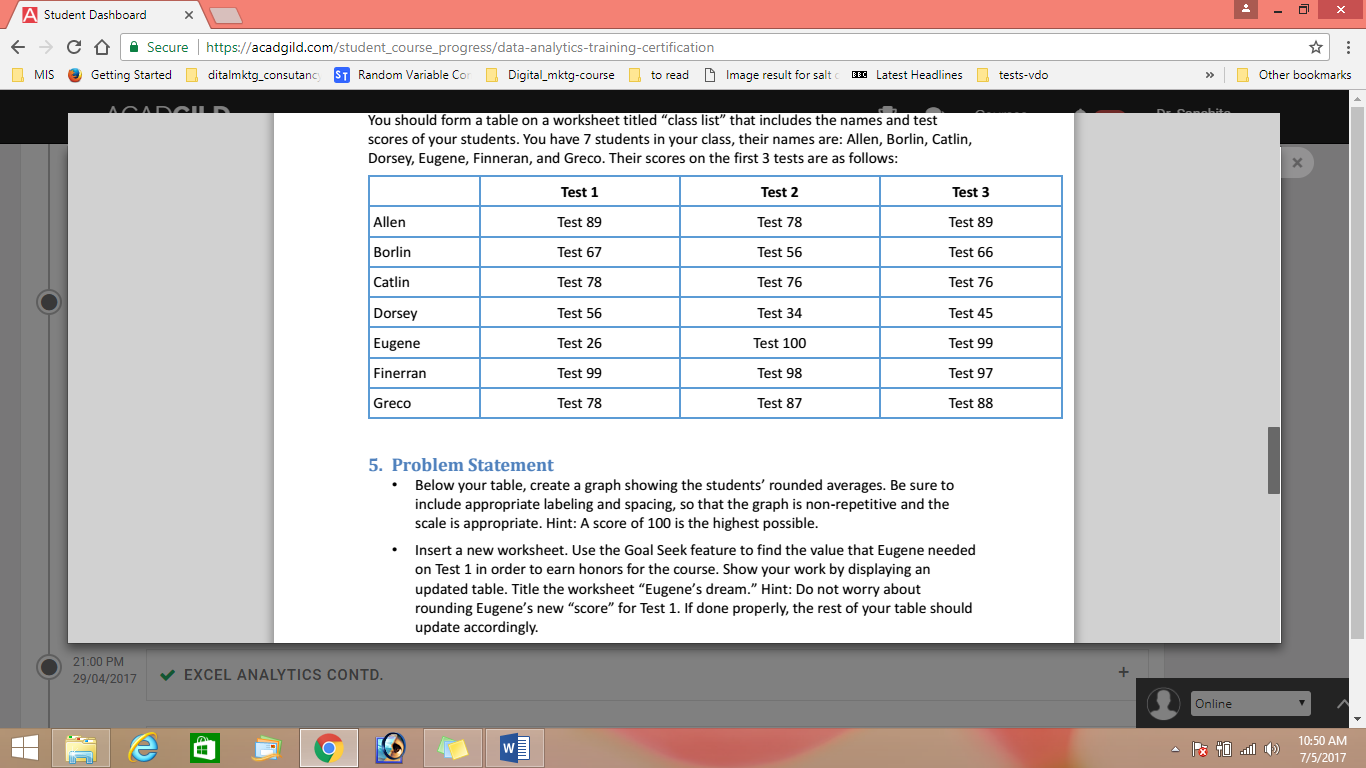 Student Dashboard
Secure https://acadgild.com/student_course_progress/data-analytics-training-certification
MIS Getting Started ditalmktg_consutanc ST Random Variable Co Digital_mktg-course to read Image result for salt BBC Latest Headlines tests-vdo » Other bookmarks
ACADGILD
You should form a table on a worksheet titled “class list” that includes the names and test
scores of your students. You have 7 students in your class, their names are: Allen, Borlin, Catlin,
Dorsey, Eugene, Finneran, and Greco. Their scores on the first 3 tests are as follows:
Test 1 Test 2 Test 3
Allen Test 89 Test 78 Test 89
Borlin Test 67 Test 56 Test 66
Catlin Test 78 Test 76 Test 76
Dorsey Test 56 Test 34 Test 45
Eugene Test 26 Test 100 Test 99
Finerran Test 99 Test 98 Test 97
Greco Test 78 Test 87 Test 88
5. Problem Statement
• Below your table, create a graph showing the students’ rounded averages. Be sure to
include appropriate labeling and spacing, so that the graph is non-repetitive and the
scale is appropriate. Hint: A score of 100 is the highest possible.
• Insert a new worksheet. Use the Goal Seek feature to find the value that Eugene needed
on Test 1 in order to earn honors for the course. Show your work by displaying an
updated table. Title the worksheet “Eugene’s dream.” Hint: Do not worry about
rounding Eugene’s new “score” for Test 1. If done properly, the rest of your table should
update accordingly.
21:00 PM
29/04/2017
EXCEL ANALYTICS CONTD. +
Online
10:50 AM
7/5/2017